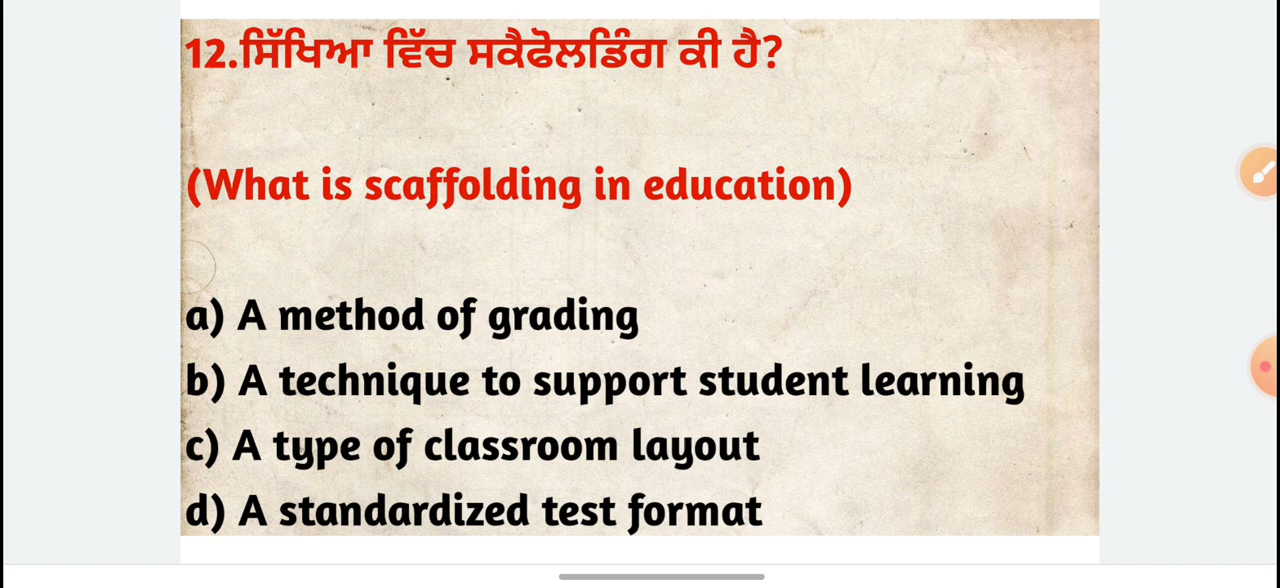 12.ਸਿੱਖਿਆ ਵਿੱਚ ਸਕੈਫੋਲਡਿੰਗ ਕੀ ਹੈ?
(What is scaffolding in education)
a) A method of grading
b) A technique to support student learning
c) A type of classroom layout
d) A standardized test format